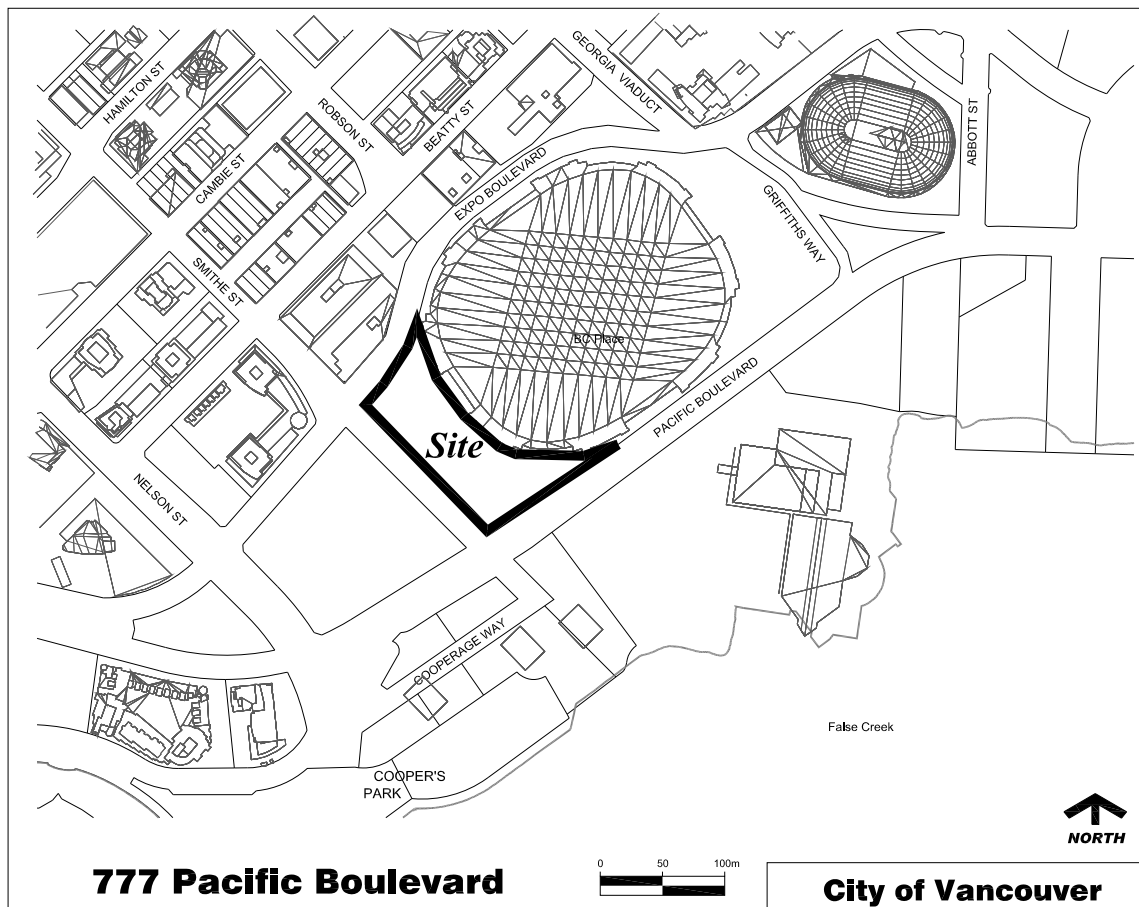 HAMILTON ST
ROBSON ST
GEORGIA VIADUCT
BEATTY ST
ABBOTT ST
CAMBIE ST
EXPO BOULEVARD
GRIFFITHS WAY
SMITHE ST
BC Place
PACIFIC BOULEVARD
Site
NELSON ST
COOPERAGE WAY
False Creek
COOPER'S
PARK
NORTH
0 50 100m
777 Pacific Boulevard
City of Vancouver